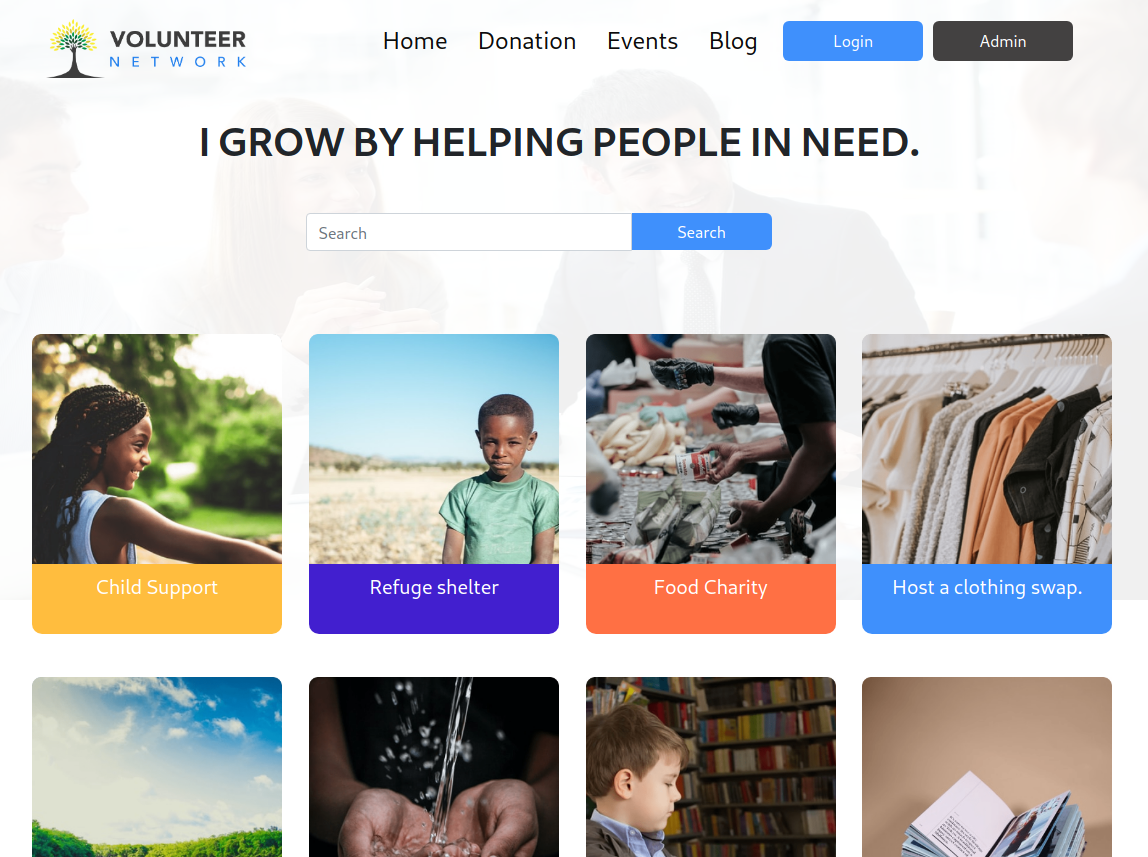 VOLUNTEER
NETWORK
Home Donation Events Blog Login Admin
I GROW BY HELPING PEOPLE IN NEED.
Search Search
Child Support Refuge shelter Food Charity Host a clothing swap.